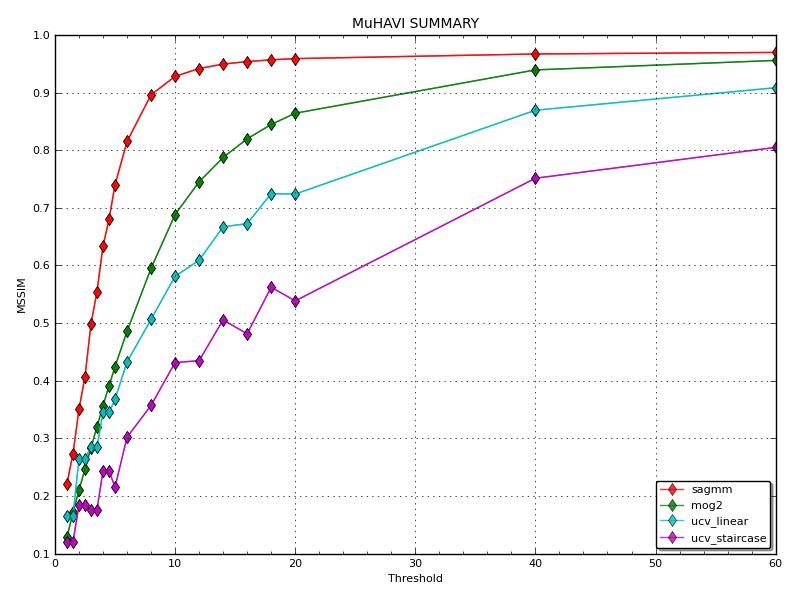 MuHAVI SUMMARY
1.0
0.9
0.8
0.7
0.6
0.5
0.4
0.3
0.2
0.1
MSSIM
0 10 20 30 40 50 60
Threshold
sagmm
mog2
ucv_linear
ucv_staircase